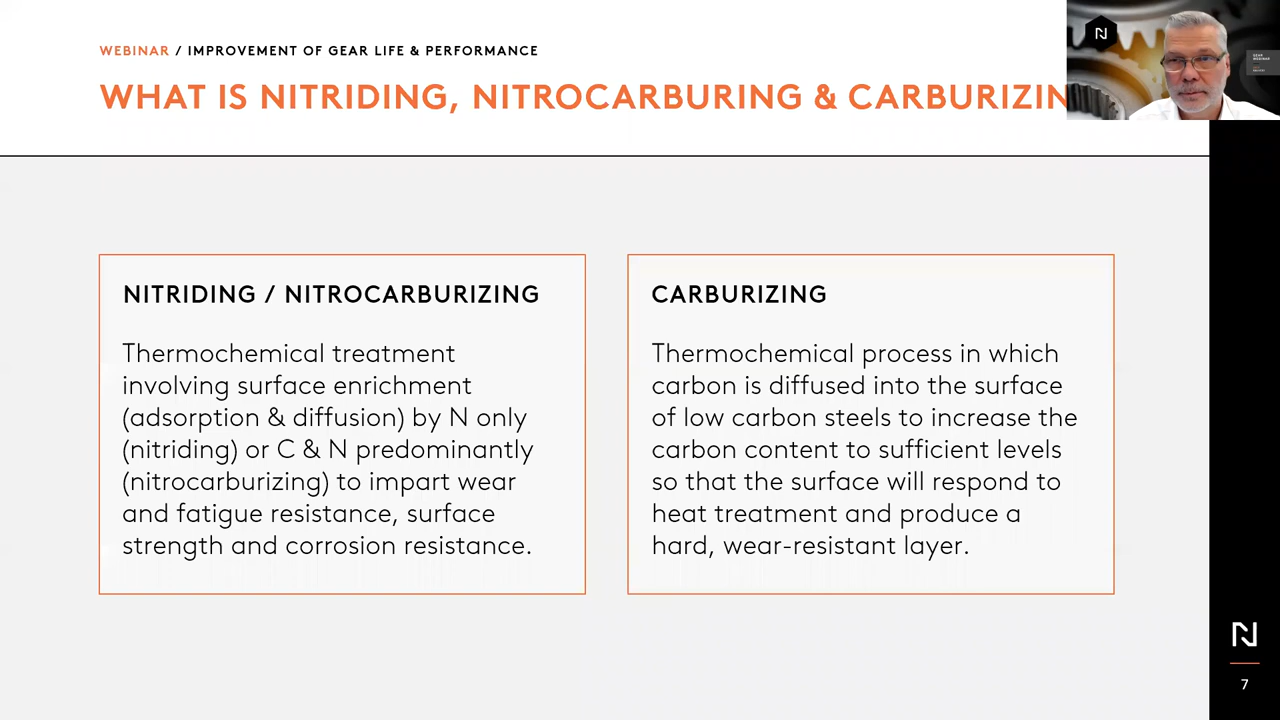 WEBINAR / IMPROVEMENT OF GEAR LIFE & PERFORMANCE
WHAT IS NITRIDING, NITROCARBURING & CARBURIZIN
NITRIDING / NITROCARBURIZING
Thermochemical treatment
involving surface enrichment
(adsorption & diffusion) by N only
(nitriding) or C & N predominantly
(nitrocarburizing) to impart wear
and fatigue resistance, surface
strength and corrosion resistance.
CARBURIZING
Thermochemical process in which
carbon is diffused into the surface
of low carbon steels to increase the
carbon content to sufficient levels
so that the surface will respond to
heat treatment and produce a
hard, wear-resistant layer.
N
N
7